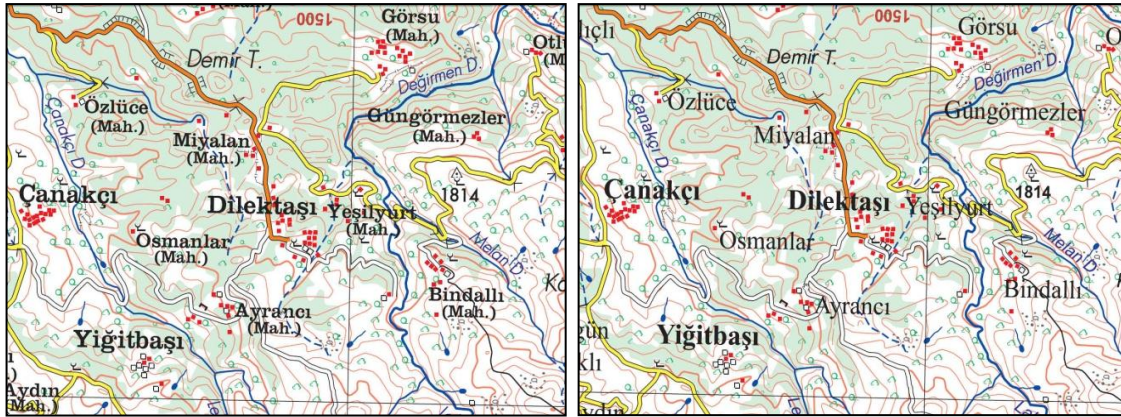 1500
Görsu
(Mah.)
Demir T.
Değirmen D.
Özlüce
(Mah.)
Çanakçı D.
Güngörmezler
(Mah.)
Miyalan
(Mah.)
1814
Çanakçı
Dilektaşı
Yeşilyurt
(Mah.)
Osmanlar
(Mah.)
Melan D.
Ayrancı
(Mah.)
Bindallı
(Mah.)
Yiğitbaşı
Aydın
(Mah.)
1500
Görsu
Demir T.
Değirmen D.
Özlüce
Çanakçı D.
Güngörmezler
Miyalan
1814
Çanakçı
Dilektaşı
Yeşilyurt
Osmanlar
Melan D.
Ayrancı
Bindallı
Yiğitbaşı